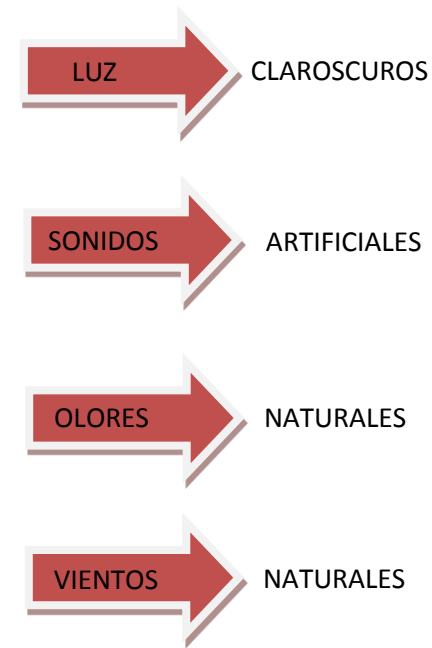 LUZ CLAROSCUROS
SONIDOS ARTIFICIALES
OLORES NATURALES
VIENTOS NATURALES